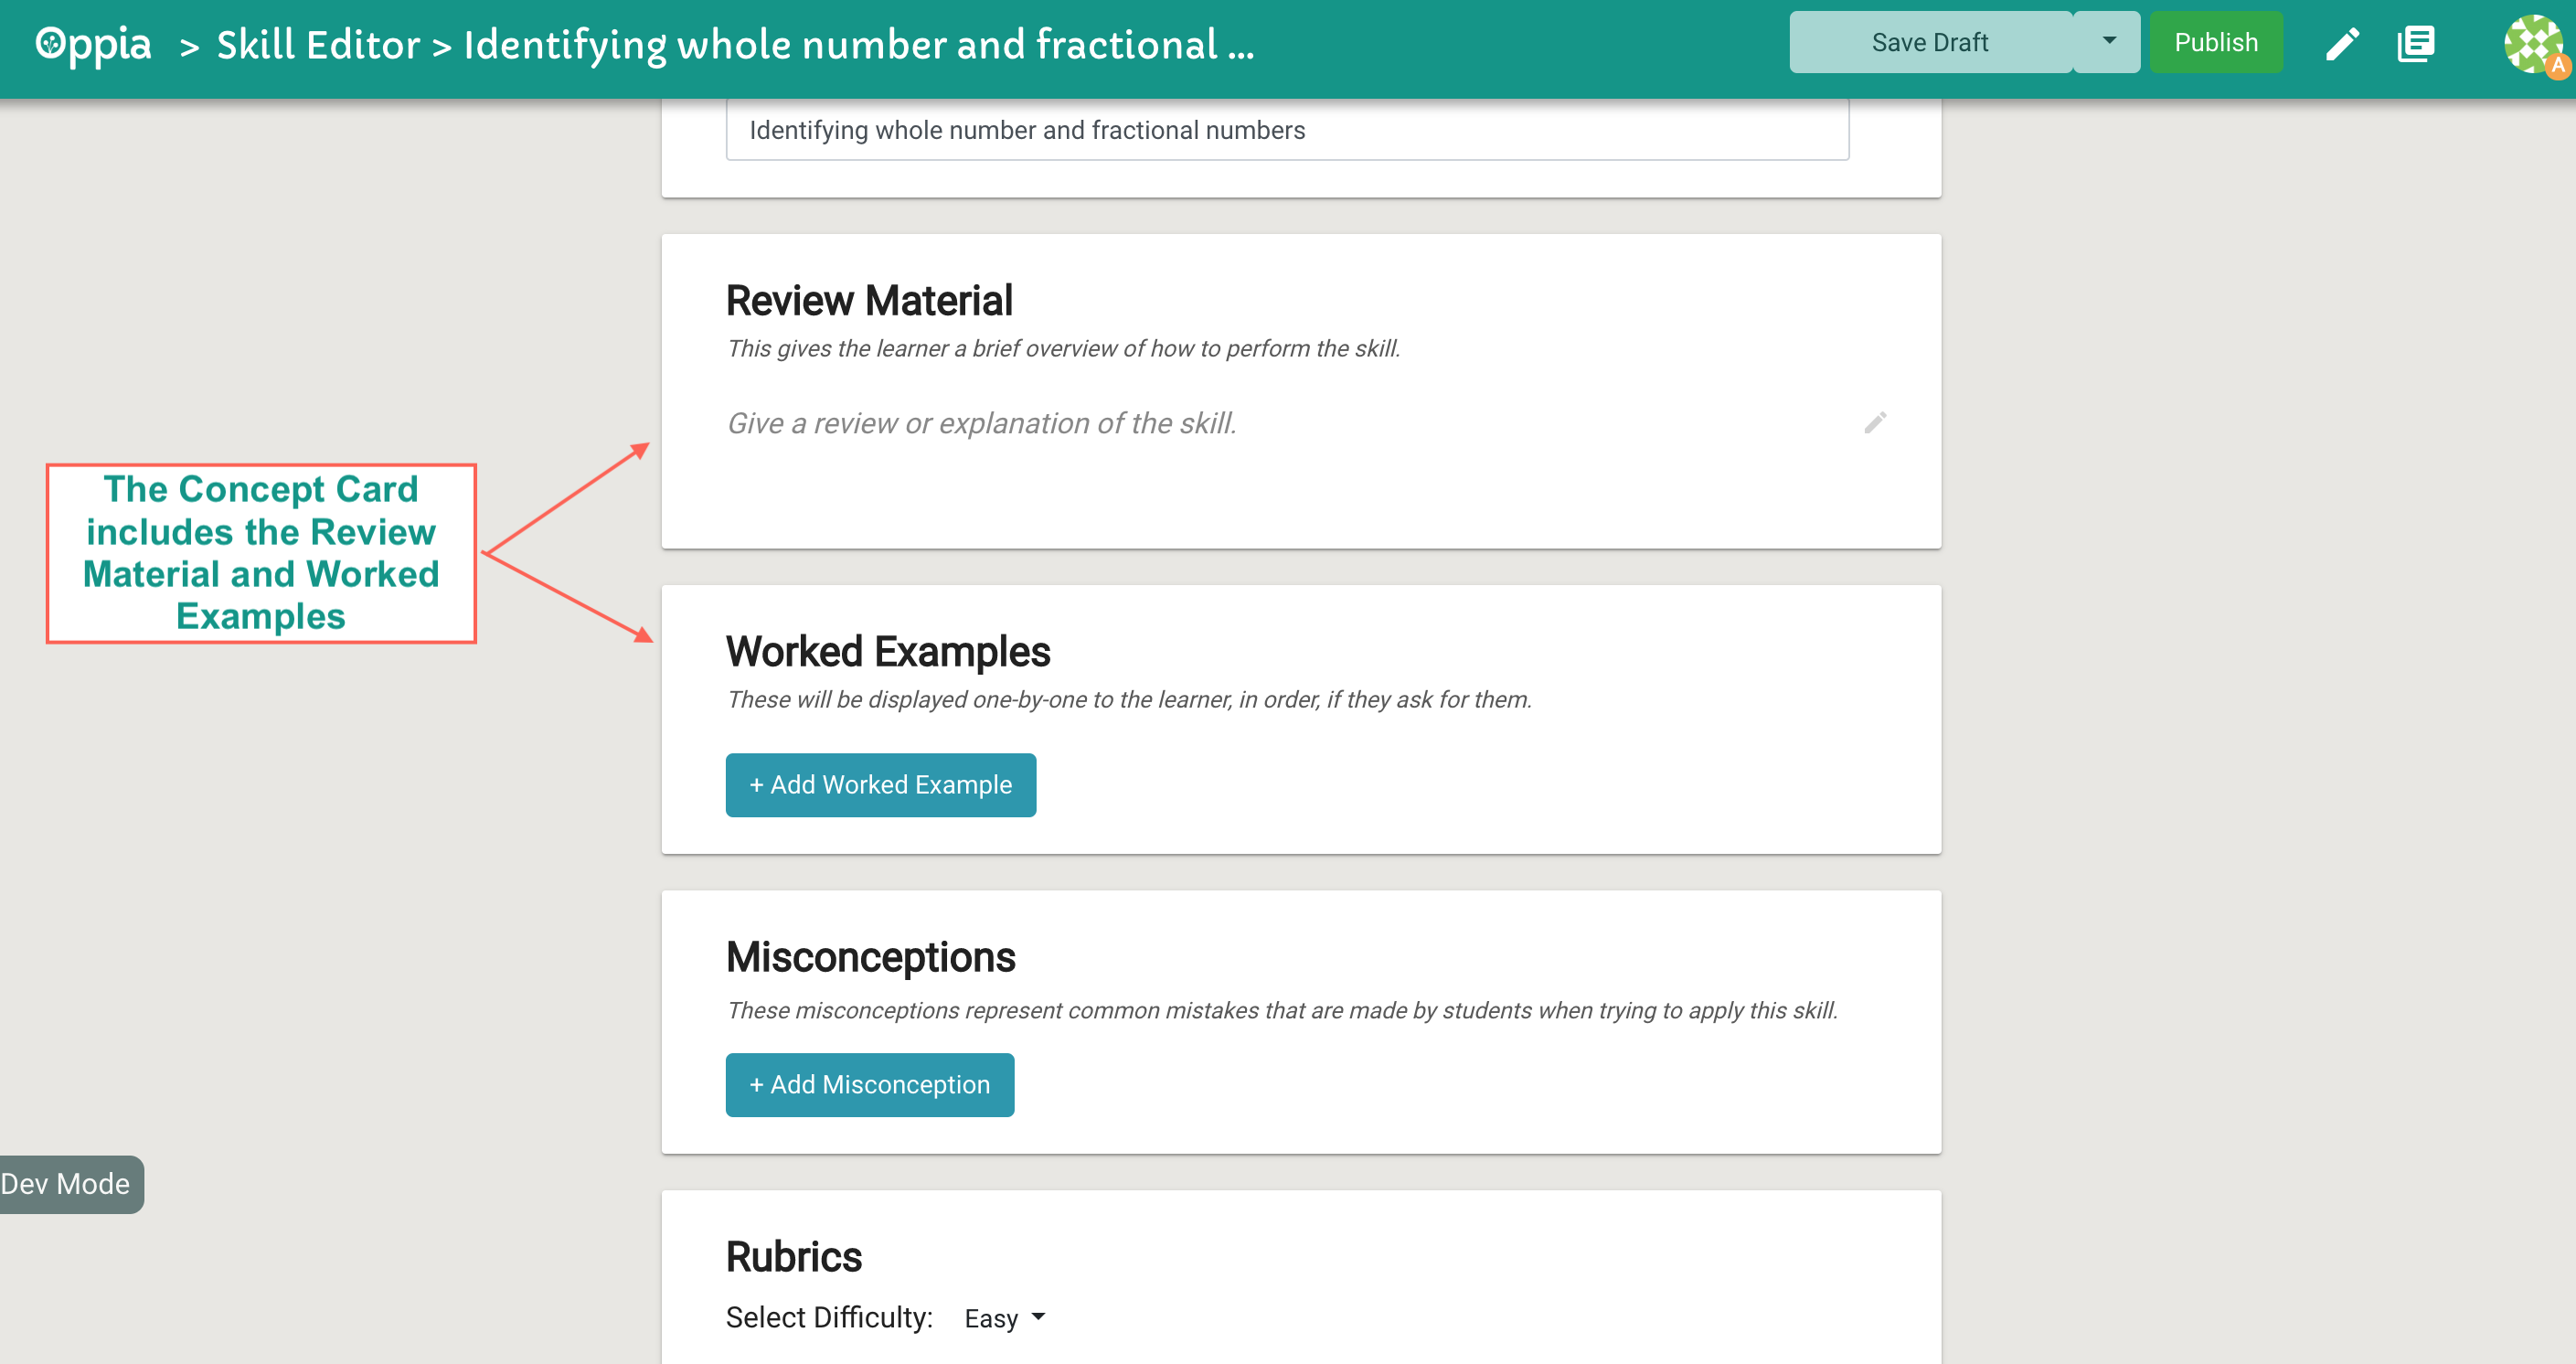 Oppia > Skill Editor > Identifying whole number and fractional ...
Save Draft
Publish
A
Identifying whole number and fractional numbers
Review Material
This gives the learner a brief overview of how to perform the skill.
Give a review or explanation of the skill.
The Concept Card
includes the Review
Material and Worked
Examples
Worked Examples
These will be displayed one-by-one to the learner, in order, if they ask for them.
+ Add Worked Example
Misconceptions
These misconceptions represent common mistakes that are made by students when trying to apply this skill.
+ Add Misconception
Dev Mode
Rubrics
Select Difficulty: Easy